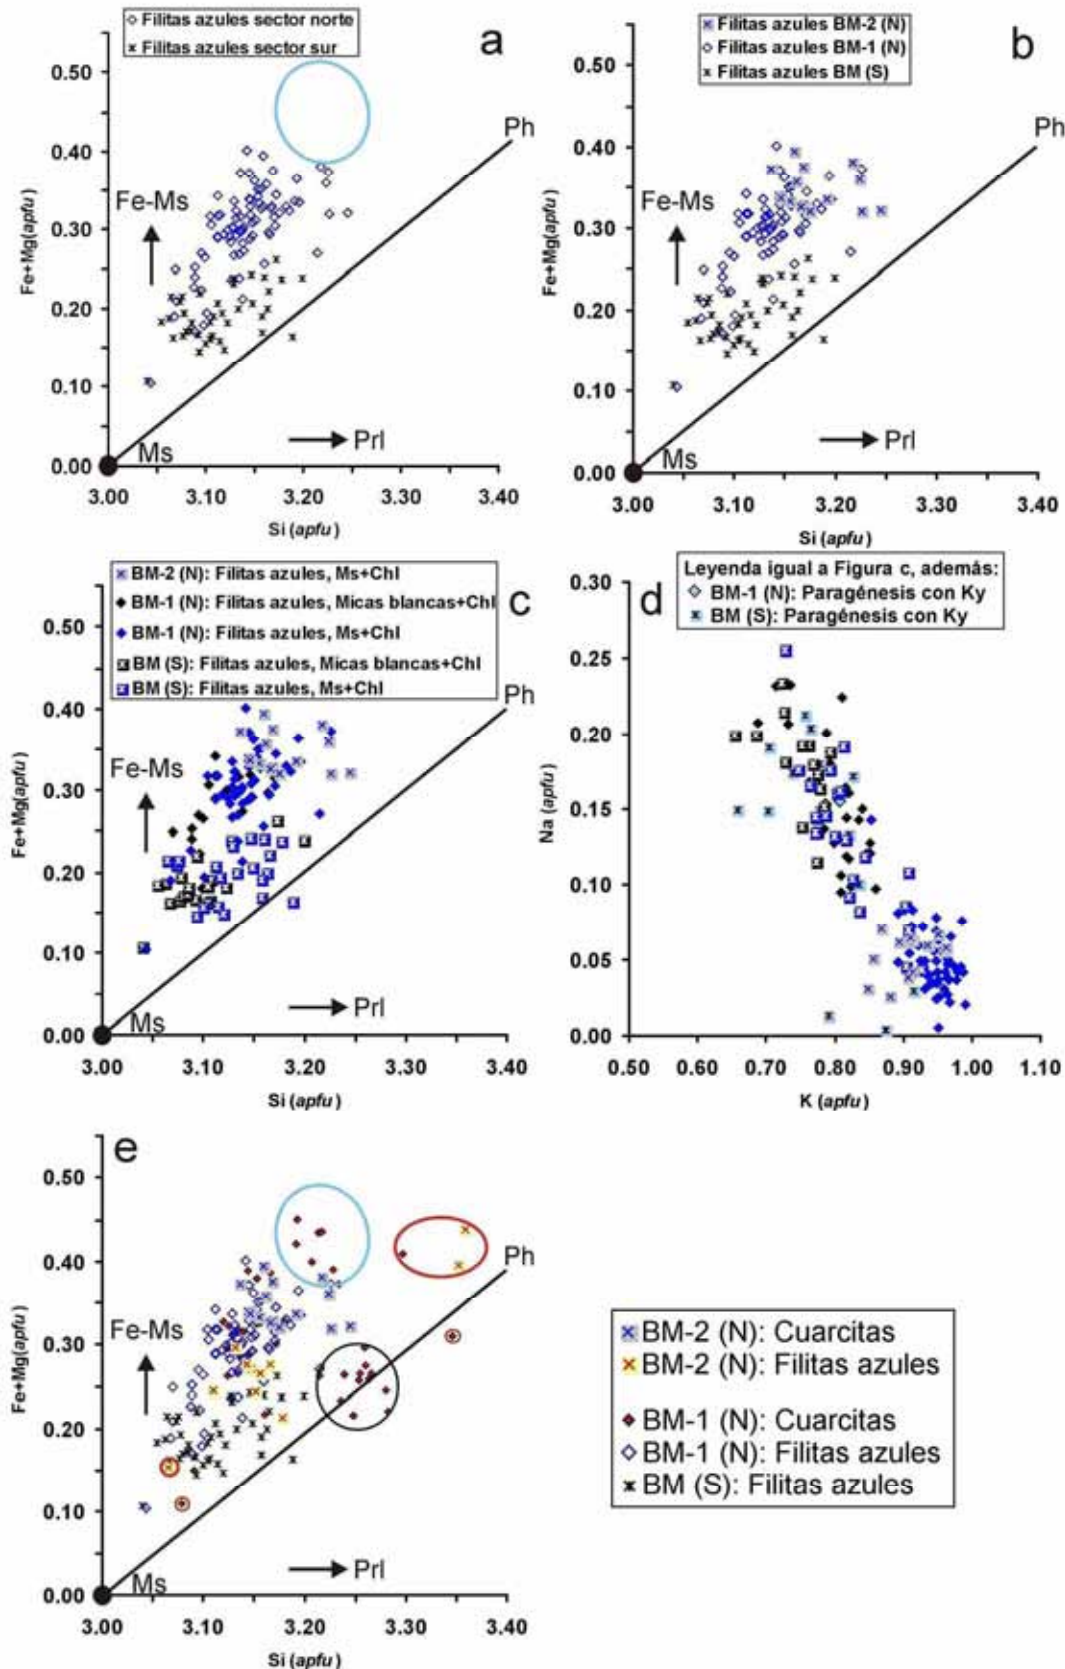 Filitas azules sector norte
Filitas azules sector sur
a
0.50
0.40
0.30
0.20
0.10
0.00
Fe+Mg(apfu)
Fe-Ms
Ph
Ms
Prl
3.00 3.10 3.20 3.30 3.40
Si (apfu)
Filitas azules BM-2 (N)
Filitas azules BM-1 (N)
Filitas azules BM (S)
b
0.50
0.40
0.30
0.20
0.10
0.00
Fe+Mg(apfu)
Fe-Ms
Ph
Ms
Prl
3.00 3.10 3.20 3.30 3.40
Si (apfu)
BM-2 (N): Filitas azules, Ms+Chl
BM-1 (N): Filitas azules, Micas blancas+Chl
BM-1 (N): Filitas azules, Ms+Chl
BM (S): Filitas azules, Micas blancas+Chl
BM (S): Filitas azules, Ms+Chl
c
0.50
0.40
0.30
0.20
0.10
0.00
Fe+Mg(apfu)
Fe-Ms
Ph
Ms
Prl
3.00 3.10 3.20 3.30 3.40
Si (apfu)
Leyenda igual a Figura c, además:
BM-1 (N): Paragénesis con Ky
BM (S): Paragénesis con Ky
d
0.30
0.25
0.20
0.15
0.10
0.05
0.00
Na (apfu)
0.50 0.60 0.70 0.80 0.90 1.00 1.10
K (apfu)
e
0.50
0.40
0.30
0.20
0.10
0.00
Fe+Mg(apfu)
Fe-Ms
Ph
Ms
Prl
3.00 3.10 3.20 3.30 3.40
Si (apfu)
BM-2 (N): Cuarcitas
BM-2 (N): Filitas azules
BM-1 (N): Cuarcitas
BM-1 (N): Filitas azules
BM (S): Filitas azules